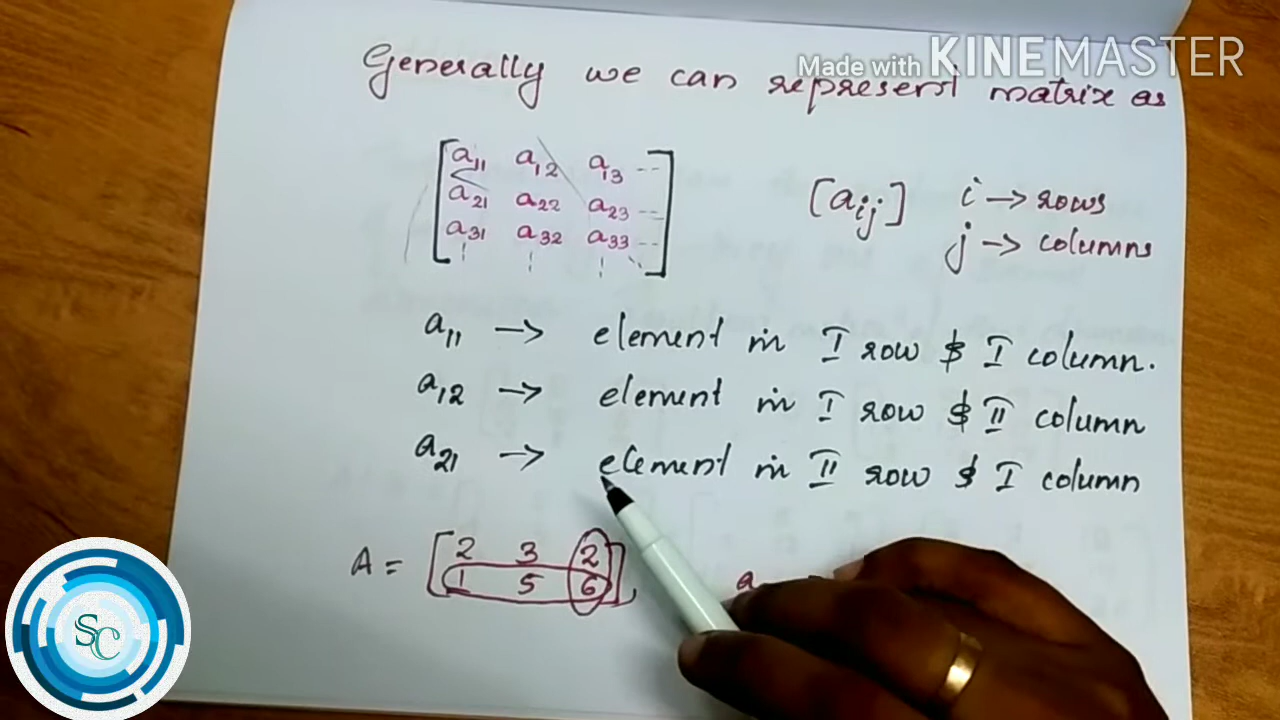 Made with KINEMASTER
Generally we can represent matrix as
a11 a12 a13 --
a21 a22 a23 --
a31 a32 a33 --
[aij] i → rows
j → columns
a11 → element in I row & I column.
a12 → element in I row & II column
a21 → element in II row & I column
A = [2 3 2
1 5 6]
a
SC